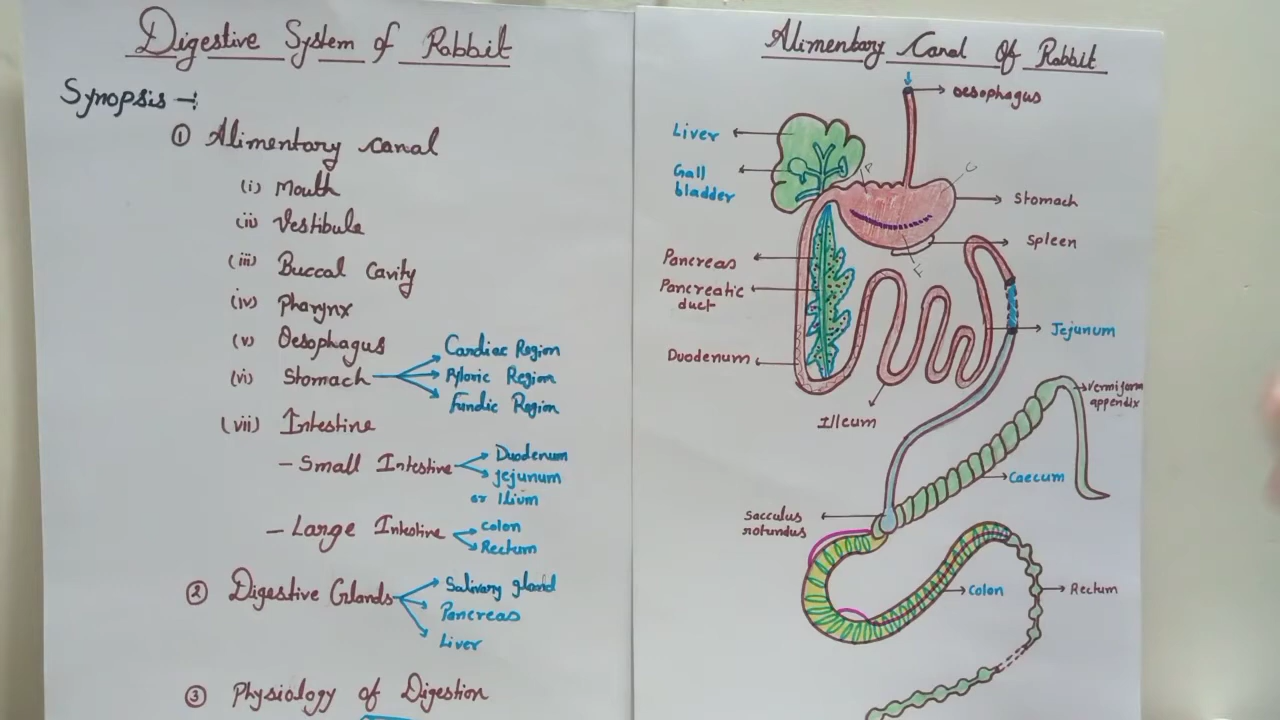 Digestive System of Rabbit
Synopsis -:
① Alimentary canal
(i) Mouth
(ii) Vestibule
(iii) Buccal Cavity
(iv) Pharynx
(v) Oesophagus
(vi) Stomach
Cardiac Region
Pyloric Region
Fundic Region
(vii) Intestine
- Small Intestine
Duodenum
Jejunum
or Ilium
- Large Intestine
Colon
Rectum
② Digestive Glands
Salivary gland
Pancreas
Liver
③ Physiology of Digestion
Alimentary Canal Of Rabbit
Oesophagus
Liver
Gall
bladder
P
C
Stomach
Spleen
F
Pancreas
Pancreatic
duct
Jejunum
Duodenum
Illeum
Vermiform
appendix
Caecum
Sacculus
rotundus
Colon
Rectum